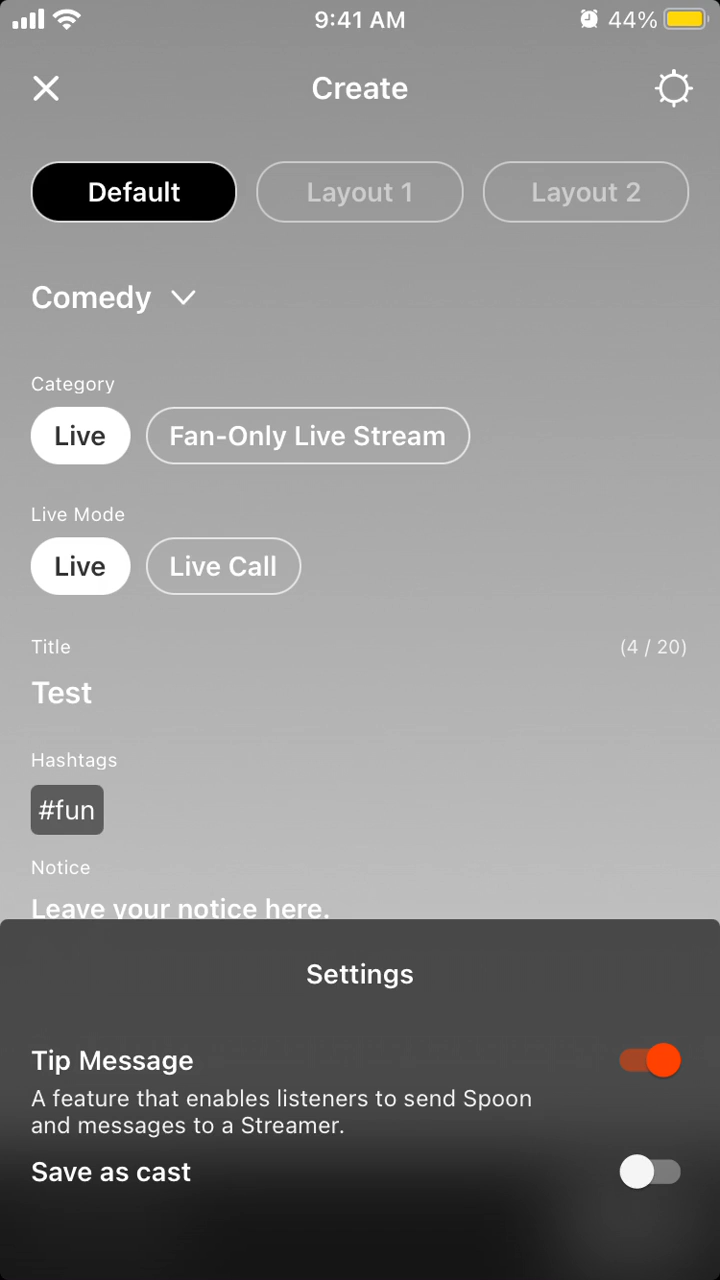 9:41 AM 44%
Create
Default Layout 1 Layout 2
Comedy
Category
Live Fan-Only Live Stream
Live Mode
Live Live Call
Title (4 / 20)
Test
Hashtags
#fun
Notice
Leave your notice here.
Settings
Tip Message
A feature that enables listeners to send Spoon
and messages to a Streamer.
Save as cast